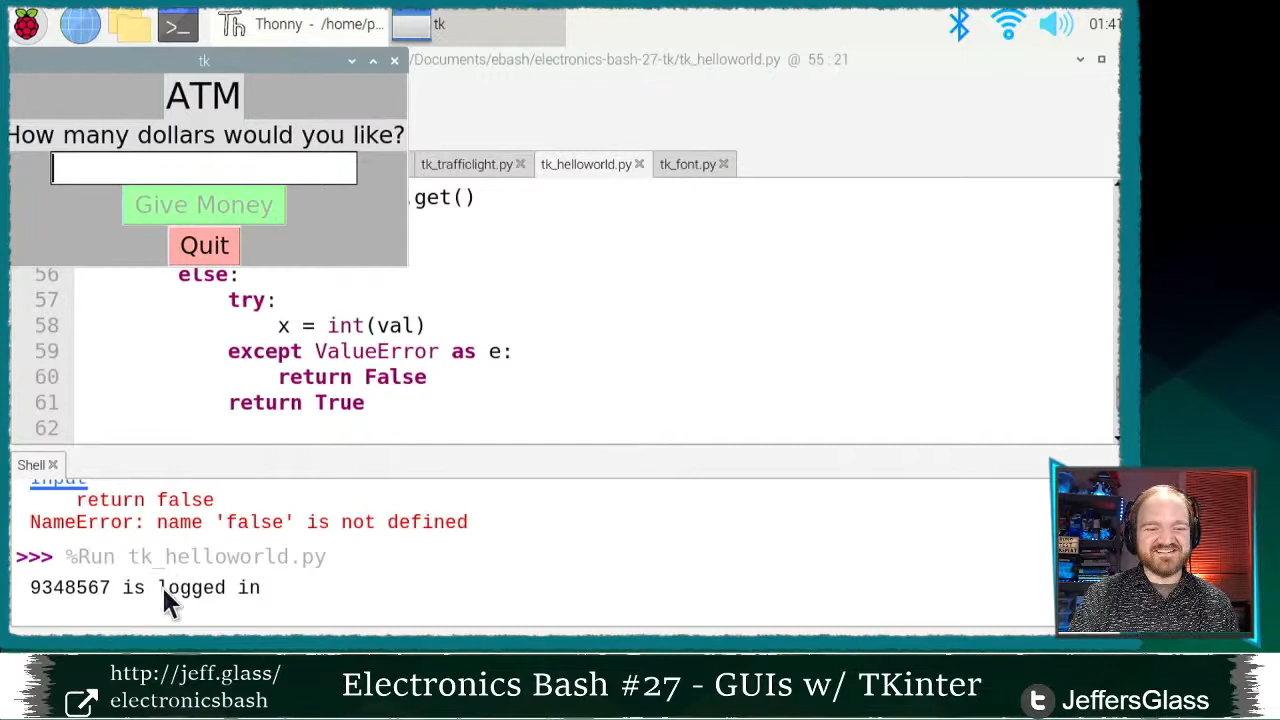 Thonny - /home/p...
tk
01:41
tk
/Documents/ebash/electronics-bash-27-tk/tk_helloworld.py @ 55 : 21
ATM
How many dollars would you like?
Give Money
Quit
tk_trafficlight.py
tk_helloworld.py
tk_font.py
.get()
56 else:
57 try:
58 x = int(val)
59 except ValueError as e:
60 return False
61 return True
62
Shell
input
return false
NameError: name 'false' is not defined
>>> %Run tk_helloworld.py
9348567 is logged in
http://jeff.glass/
electronicsbash
Electronics Bash #27 - GUIs w/ TKinter
JeffersGlass